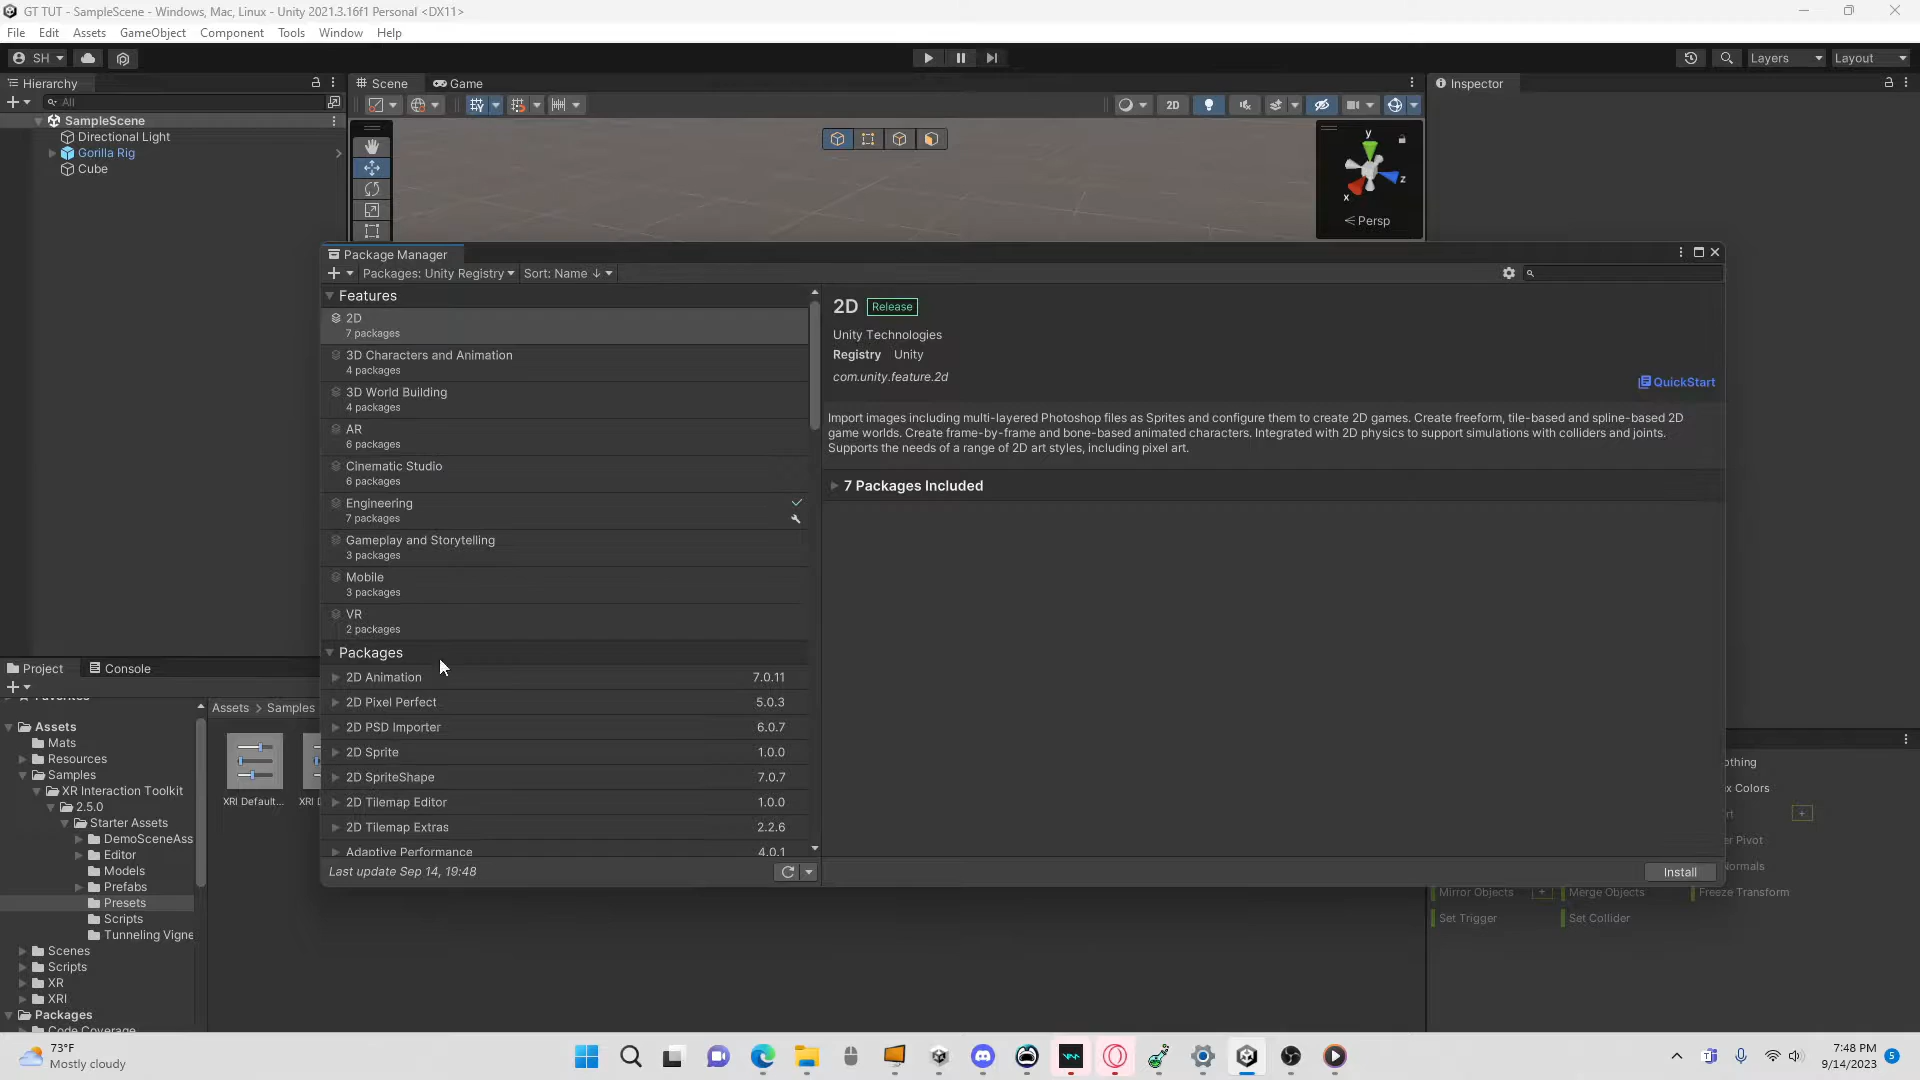 GT TUT - SampleScene - Windows, Mac, Linux - Unity 2021.3.16f1 Personal <DX11>
File Edit Assets GameObject Component Tools Window Help
SH
Layers
Layout
Hierarchy
Scene
Game
Inspector
All
2D
SampleScene
Directional Light
Gorilla Rig
Cube
y
z
x
Persp
Package Manager
Packages: Unity Registry
Sort: Name ↓
Features
2D
7 packages
3D Characters and Animation
4 packages
3D World Building
4 packages
AR
6 packages
Cinematic Studio
6 packages
Engineering
7 packages
Gameplay and Storytelling
3 packages
Mobile
3 packages
VR
2 packages
Packages
2D Animation 7.0.11
2D Pixel Perfect 5.0.3
2D PSD Importer 6.0.7
2D Sprite 1.0.0
2D SpriteShape 7.0.7
2D Tilemap Editor 1.0.0
2D Tilemap Extras 2.2.6
Adaptive Performance 4.0.1
Last update Sep 14, 19:48
2D Release
Unity Technologies
Registry Unity
com.unity.feature.2d
QuickStart
Import images including multi-layered Photoshop files as Sprites and configure them to create 2D games. Create freeform, tile-based and spline-based 2D
game worlds. Create frame-by-frame and bone-based animated characters. Integrated with 2D physics to support simulations with colliders and joints.
Supports the needs of a range of 2D art styles, including pixel art.
7 Packages Included
Install
Project
Console
Favorites
Assets
Mats
Resources
Samples
XR Interaction Toolkit
2.5.0
Starter Assets
DemoSceneAss
Editor
Models
Prefabs
Presets
Scripts
Tunneling Vigne
Scenes
Scripts
XR
XRI
Packages
Code Coverage
Assets > Samples
XRI Default...
XRI D
othing
x Colors
rt
er Pivot
Normals
Mirror Objects
Merge Objects
Freeze Transform
Set Trigger
Set Collider
73°F
Mostly cloudy
7:48 PM
9/14/2023
5